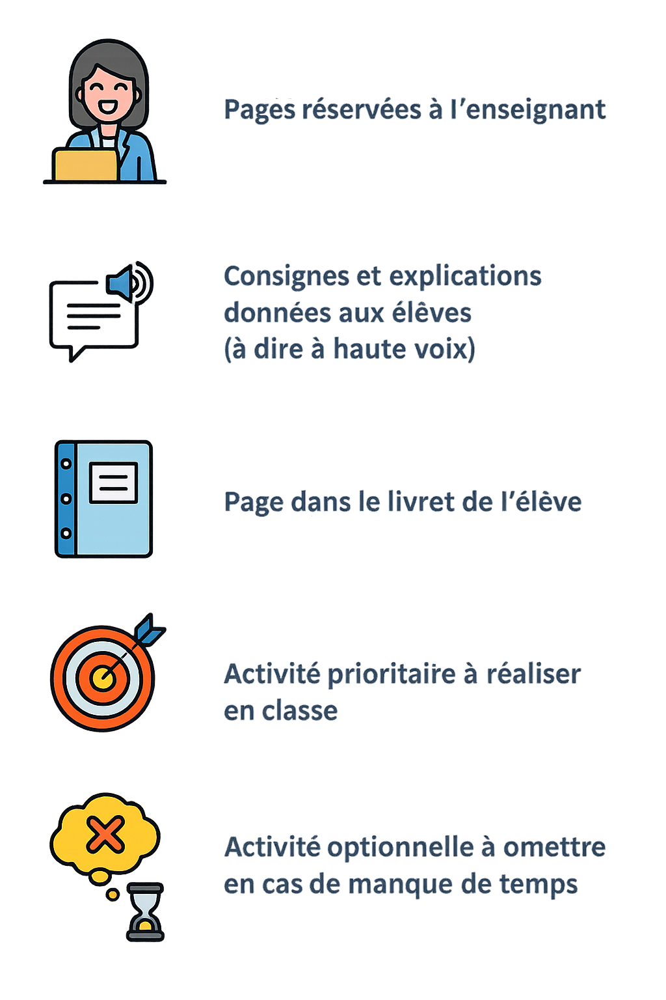 Pages réservées à l'enseignant
Consignes et explications
données aux élêves
(à dire à haute voix)
Page dans le livret de l'élève
Activité prioritaire à réaliser
en classe
Activité optionnelle à omettre
en cas de manque de temps